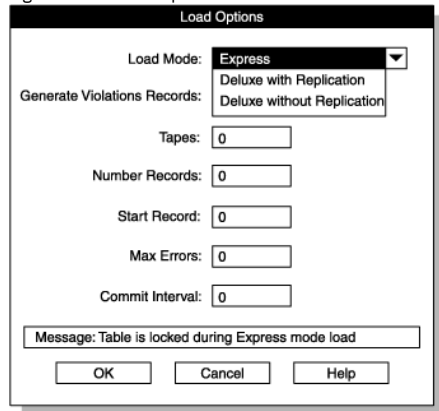 Load Options
Load Mode: Express
Deluxe with Replication
Generate Violations Records: Deluxe without Replication
Tapes: 0
Number Records: 0
Start Record: 0
Max Errors: 0
Commit Interval: 0
Message: Table is locked during Express mode load
OK Cancel Help